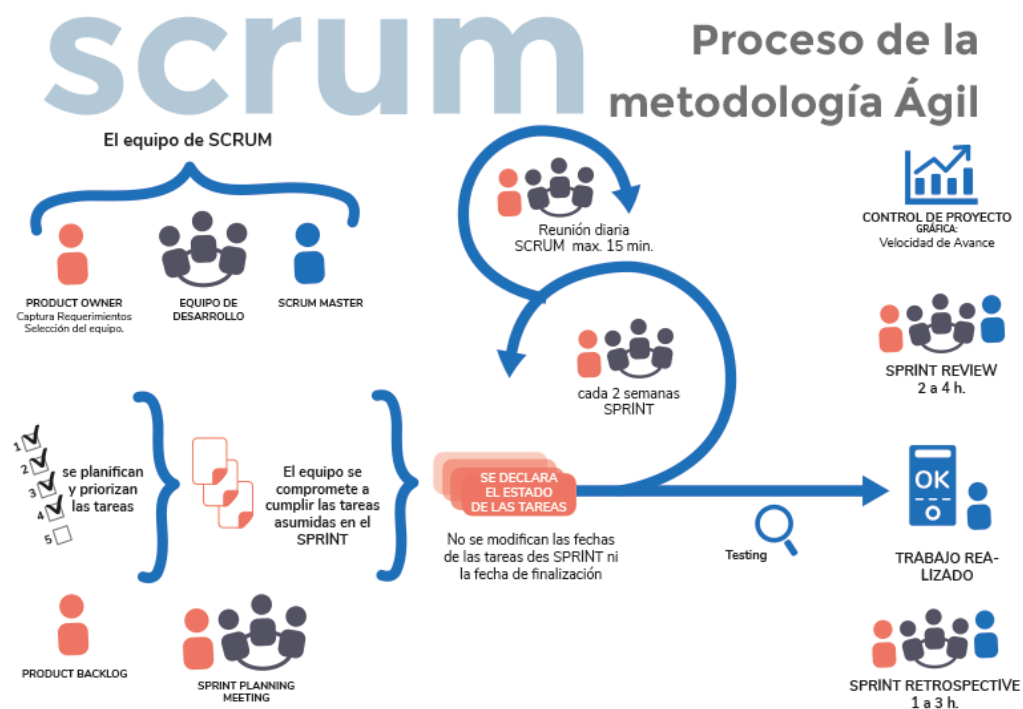 scrum
Proceso de la
metodología Ágil
El equipo de SCRUM
PRODUCT OWNER
Captura Requerimientos
Selección del equipo.
EQUIPO DE
DESARROLLO
SCRUM MASTER
Reunión diaria
SCRUM max. 15 min.
cada 2 semanas
SPRINT
CONTROL DE PROYECTO
GRÁFICA:
Velocidad de Avance
SPRINT REVIEW
2 a 4 h.
1
2
3
4
5
se planifican
y priorizan
las tareas
El equipo se
compromete a
cumplir las tareas
asumidas en el
SPRINT
SE DECLARA
EL ESTADO
DE LAS TAREAS
No se modifican las fechas
de las tareas des SPRINT ni
la fecha de finalización
Testing
OK
TRABAJO REA-
LIZADO
PRODUCT BACKLOG
SPRINT PLANNING
MEETING
SPRINT RETROSPECTIVE
1 a 3 h.